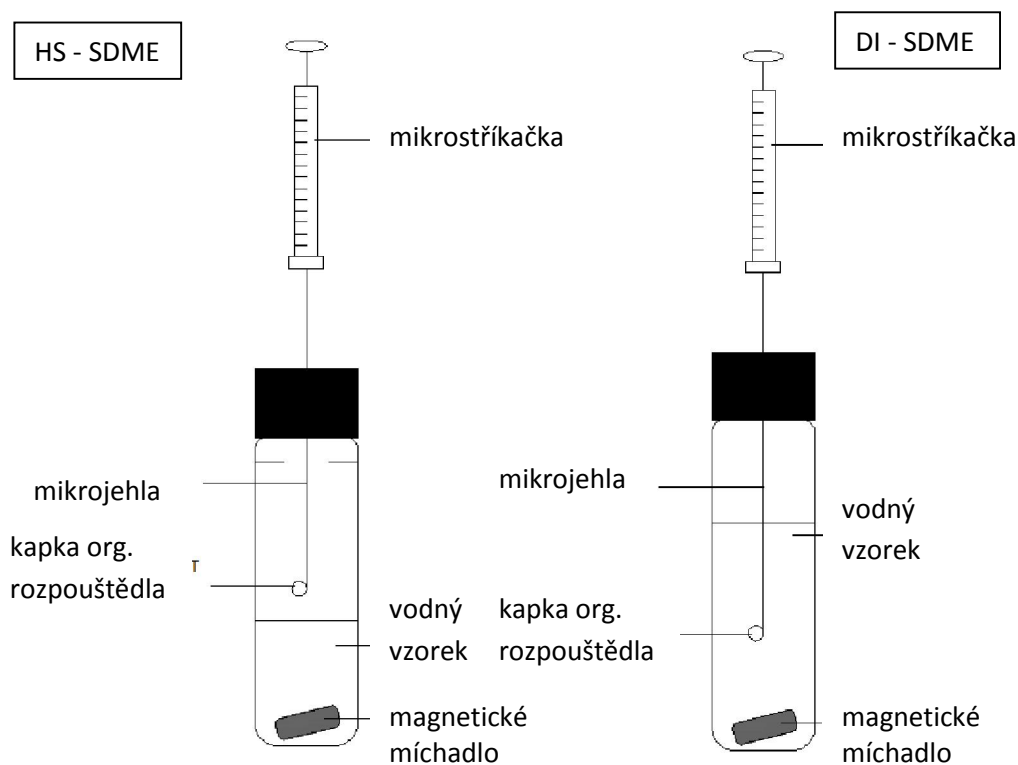 HS - SDME
mikrostříkačka
mikrojehla
kapka org.
rozpouštědla
T
vodný
vzorek
magnetické
míchadlo
DI - SDME
mikrostříkačka
mikrojehla
vodný
vzorek
kapka org.
rozpouštědla
magnetické
míchadlo